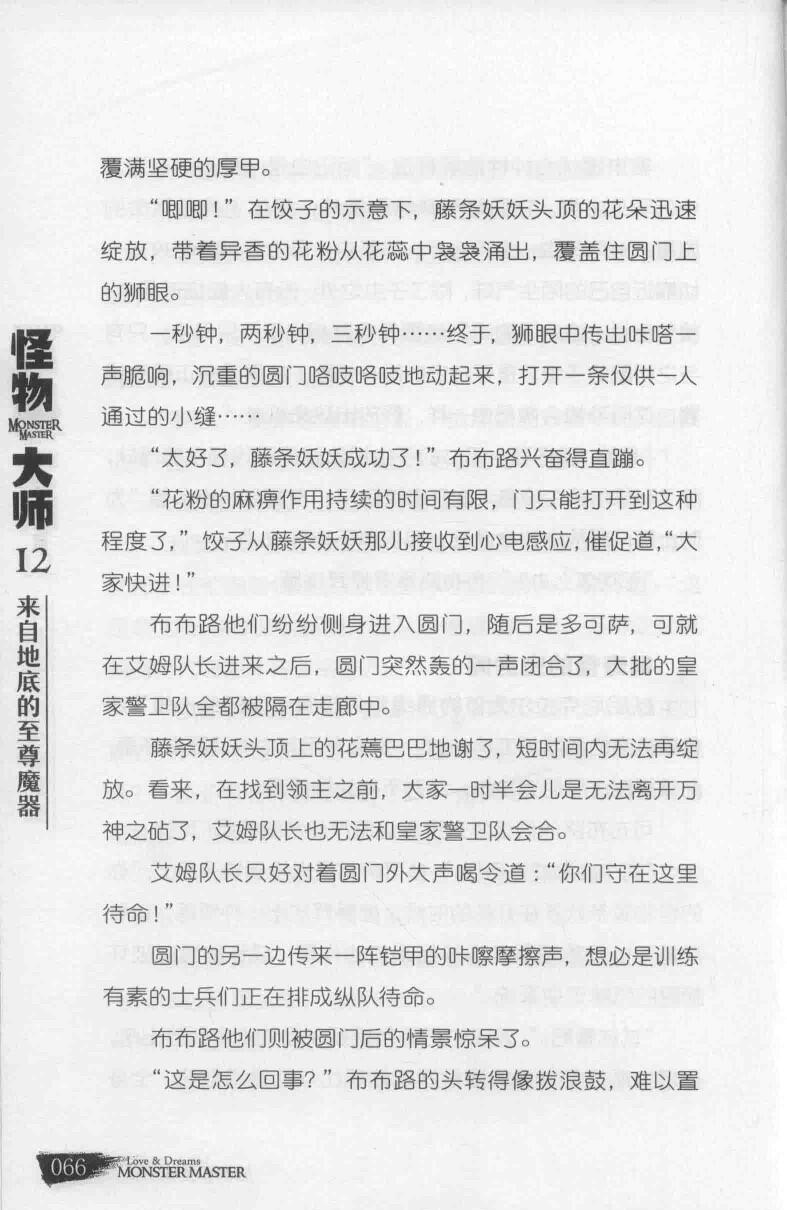 覆满坚硬的厚甲。
“唧唧！”在饺子的示意下，藤条妖妖头顶的花朵迅速
绽放，带着异香的花粉从花蕊中袅袅涌出，覆盖住圆门上
的狮眼。
一秒钟，两秒钟，三秒钟……终于，狮眼中传出咔嗒一
声脆响，沉重的圆门咯吱咯吱地动起来，打开一条仅供一人
通过的小缝……
“太好了，藤条妖妖成功了！”布布路兴奋得直蹦。
“花粉的麻痹作用持续的时间有限，门只能打开到这种
程度了，”饺子从藤条妖妖那儿接收到心电感应，催促道，“大
家快进！”
布布路他们纷纷侧身进入圆门，随后是多可萨，可就
在艾姆队长进来之后，圆门突然轰的一声闭合了，大批的皇
家警卫队全都被隔在走廊中。
藤条妖妖头顶上的花蔫巴巴地谢了，短时间内无法再绽
放。看来，在找到领主之前，大家一时半会儿是无法离开万
神之砧了，艾姆队长也无法和皇家警卫队会合。
艾姆队长只好对着圆门外大声喝令道：“你们守在这里
待命！”
圆门的另一边传来一阵铠甲的咔嚓摩擦声，想必是训练
有素的士兵们正在排成纵队待命。
布布路他们则被圆门后的情景惊呆了。
“这是怎么回事？”布布路的头转得像拨浪鼓，难以置
怪物
MONSTER
MASTER
大师
12
来自地底的至尊魔器
066
Love & Dreams
MONSTER MASTER